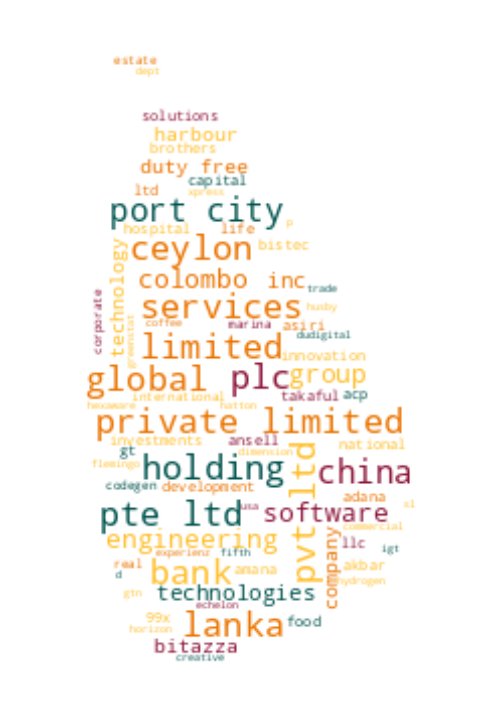 estate
dept
solutions
harbour
brothers
duty free
capital
ltd
xpress
port city
p
hospital
life
ceylon
bistec
technology
colombo
inc
trade
corporate
services
husby
greenstat
coffee
marina
asiri
dudigital
limited
innovation
global
plc
group
international
takaful
acp
hexaware
hatton
private limited
investments
ansell
national
gt
dimension
flamingo
holding
pvt ltd
china
codegen
development
adana
pte ltd
usa
software
sl
commercial
engineering
company
llc
igt
experienz
fifth
real
d
bank
amana
akbar
hydrogen
technologies
gtn
echelon
99x
horizon
lanka
food
bitazza
creative